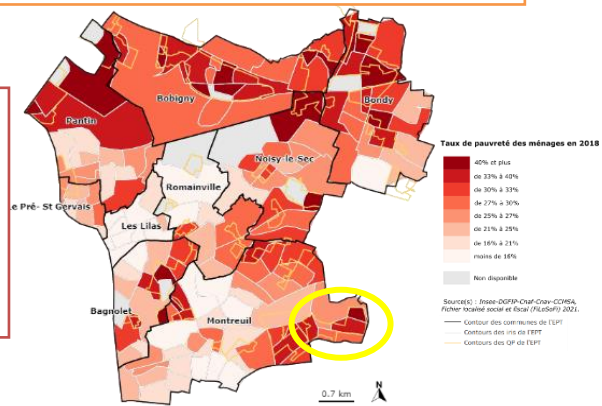 Pantin
Bobigny
Bondy
Noisy-le-Sec
Romainville
Le Pré- St Gervais
Les Lilas
Bagnolet
Montreuil
0.7 km
N
Taux de pauvreté des ménages en 2018
40% et plus
de 33% à 40%
de 30% à 33%
de 27% à 30%
de 25% à 27%
de 21% à 25%
de 16% à 21%
moins de 16%
Non disponible
Source(s) : Insee-DGFIP-Cnaf-Cnav-CCMSA,
Fichier localisé social et fiscal (FiLoSoFi) 2021.
Contour des communes de l'EPT
Contours des iris de l'EPT
Contours des QP de l'EPT